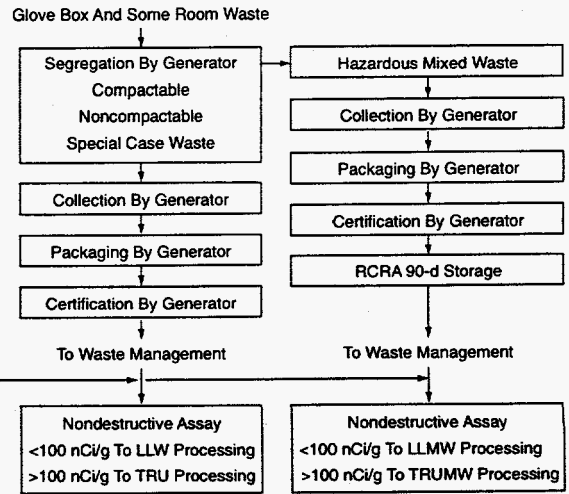 Glove Box And Some Room Waste
Segregation By Generator
Compactable
Noncompactable
Special Case Waste
Collection By Generator
Packaging By Generator
Certification By Generator
To Waste Management
Nondestructive Assay
<100 nCi/g To LLW Processing
>100 nCi/g To TRU Processing
Hazardous Mixed Waste
Collection By Generator
Packaging By Generator
Certification By Generator
RCRA 90-d Storage
To Waste Management
Nondestructive Assay
<100 nCi/g To LLMW Processing
>100 nCi/g To TRUMW Processing